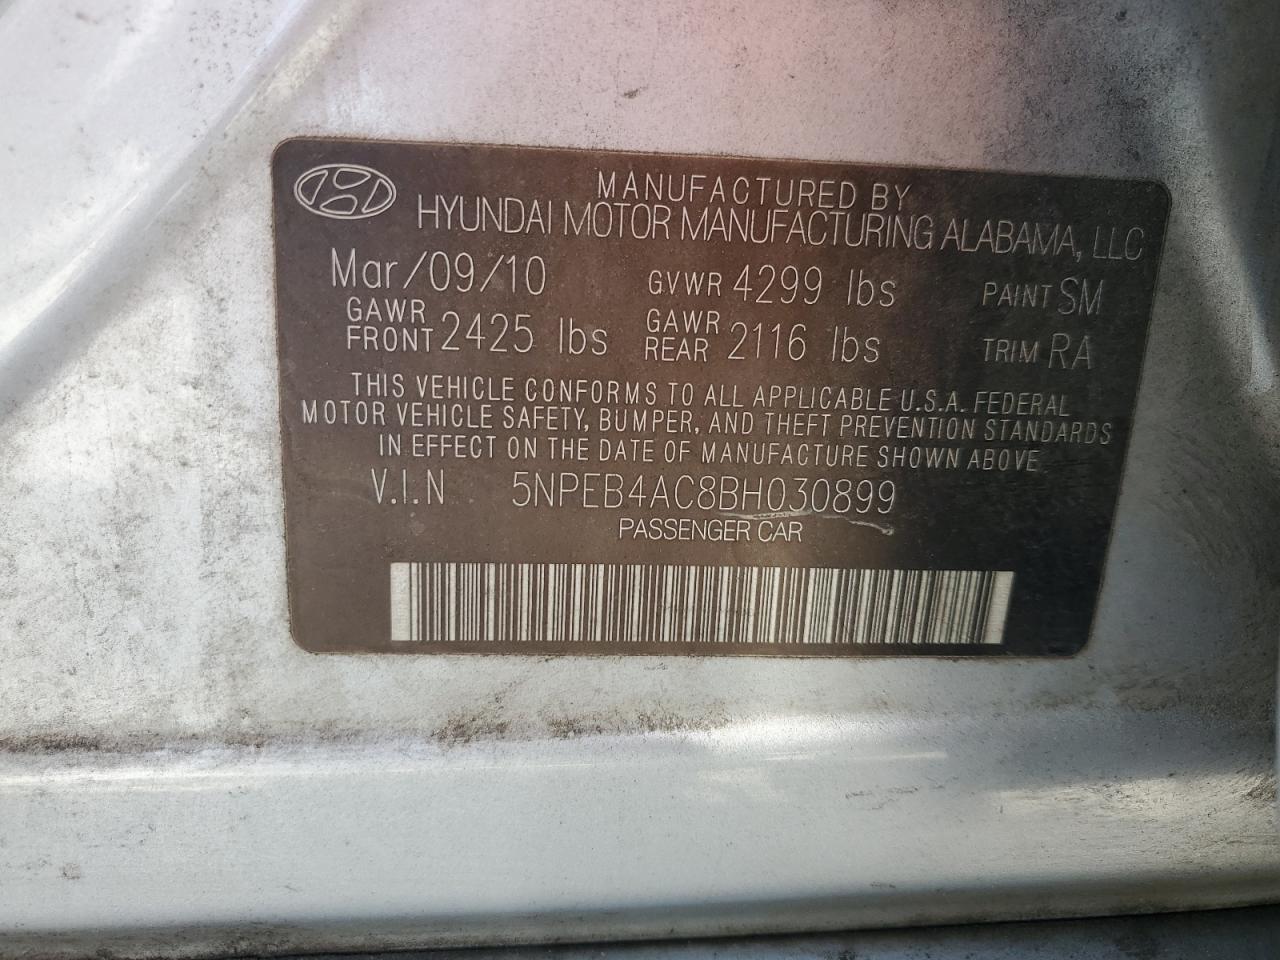 MANUFACTURED BY
HYUNDAI MOTOR MANUFACTURING ALABAMA, LLC
Mar/09/10 GVWR 4299 lbs PAINT SM
GAWR FRONT 2425 lbs GAWR REAR 2116 lbs TRIM RA
THIS VEHICLE CONFORMS TO ALL APPLICABLE U.S.A. FEDERAL
MOTOR VEHICLE SAFETY, BUMPER, AND THEFT PREVENTION STANDARDS
IN EFFECT ON THE DATE OF MANUFACTURE SHOWN ABOVE
V.I.N 5NPEB4AC8BH030899
PASSENGER CAR